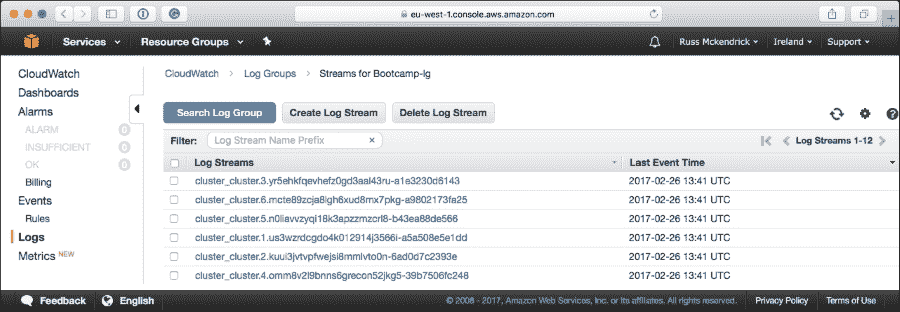 eu-west-1.console.aws.amazon.com
Services Resource Groups Russ Mckendrick Ireland Support
CloudWatch
Dashboards
Alarms
ALARM 0
INSUFFICIENT 0
OK 0
Billing
Events
Rules
Logs
Metrics NEW
CloudWatch > Log Groups > Streams for Bootcamp-lg
Search Log Group Create Log Stream Delete Log Stream
Filter: Log Stream Name Prefix × Log Streams 1-12
Log Streams Last Event Time
cluster_cluster.3.yr5ehkfqevhefz0gd3aal43ru-a1e3230d6143 2017-02-26 13:41 UTC
cluster_cluster.6.mcte89zcja8lgh6xud8mx7pkg-a9802173fa25 2017-02-26 13:41 UTC
cluster_cluster.5.n0liavvzyqi18k3apzzmzcrl8-b43ea88de566 2017-02-26 13:41 UTC
cluster_cluster.1.us3wzrdcgdo4k012914j3566i-a5a508e5e1dd 2017-02-26 13:41 UTC
cluster_cluster.2.kuui3jvtvpfwejsi8mmlvto0n-6ad0d7c2393e 2017-02-26 13:41 UTC
cluster_cluster.4.omm8v2l9bnns6grecon52jkg5-39b7506fc248 2017-02-26 13:41 UTC
Feedback English © 2008 - 2017, Amazon Web Services, Inc. or its affiliates. All rights reserved. Privacy Policy Terms of Use